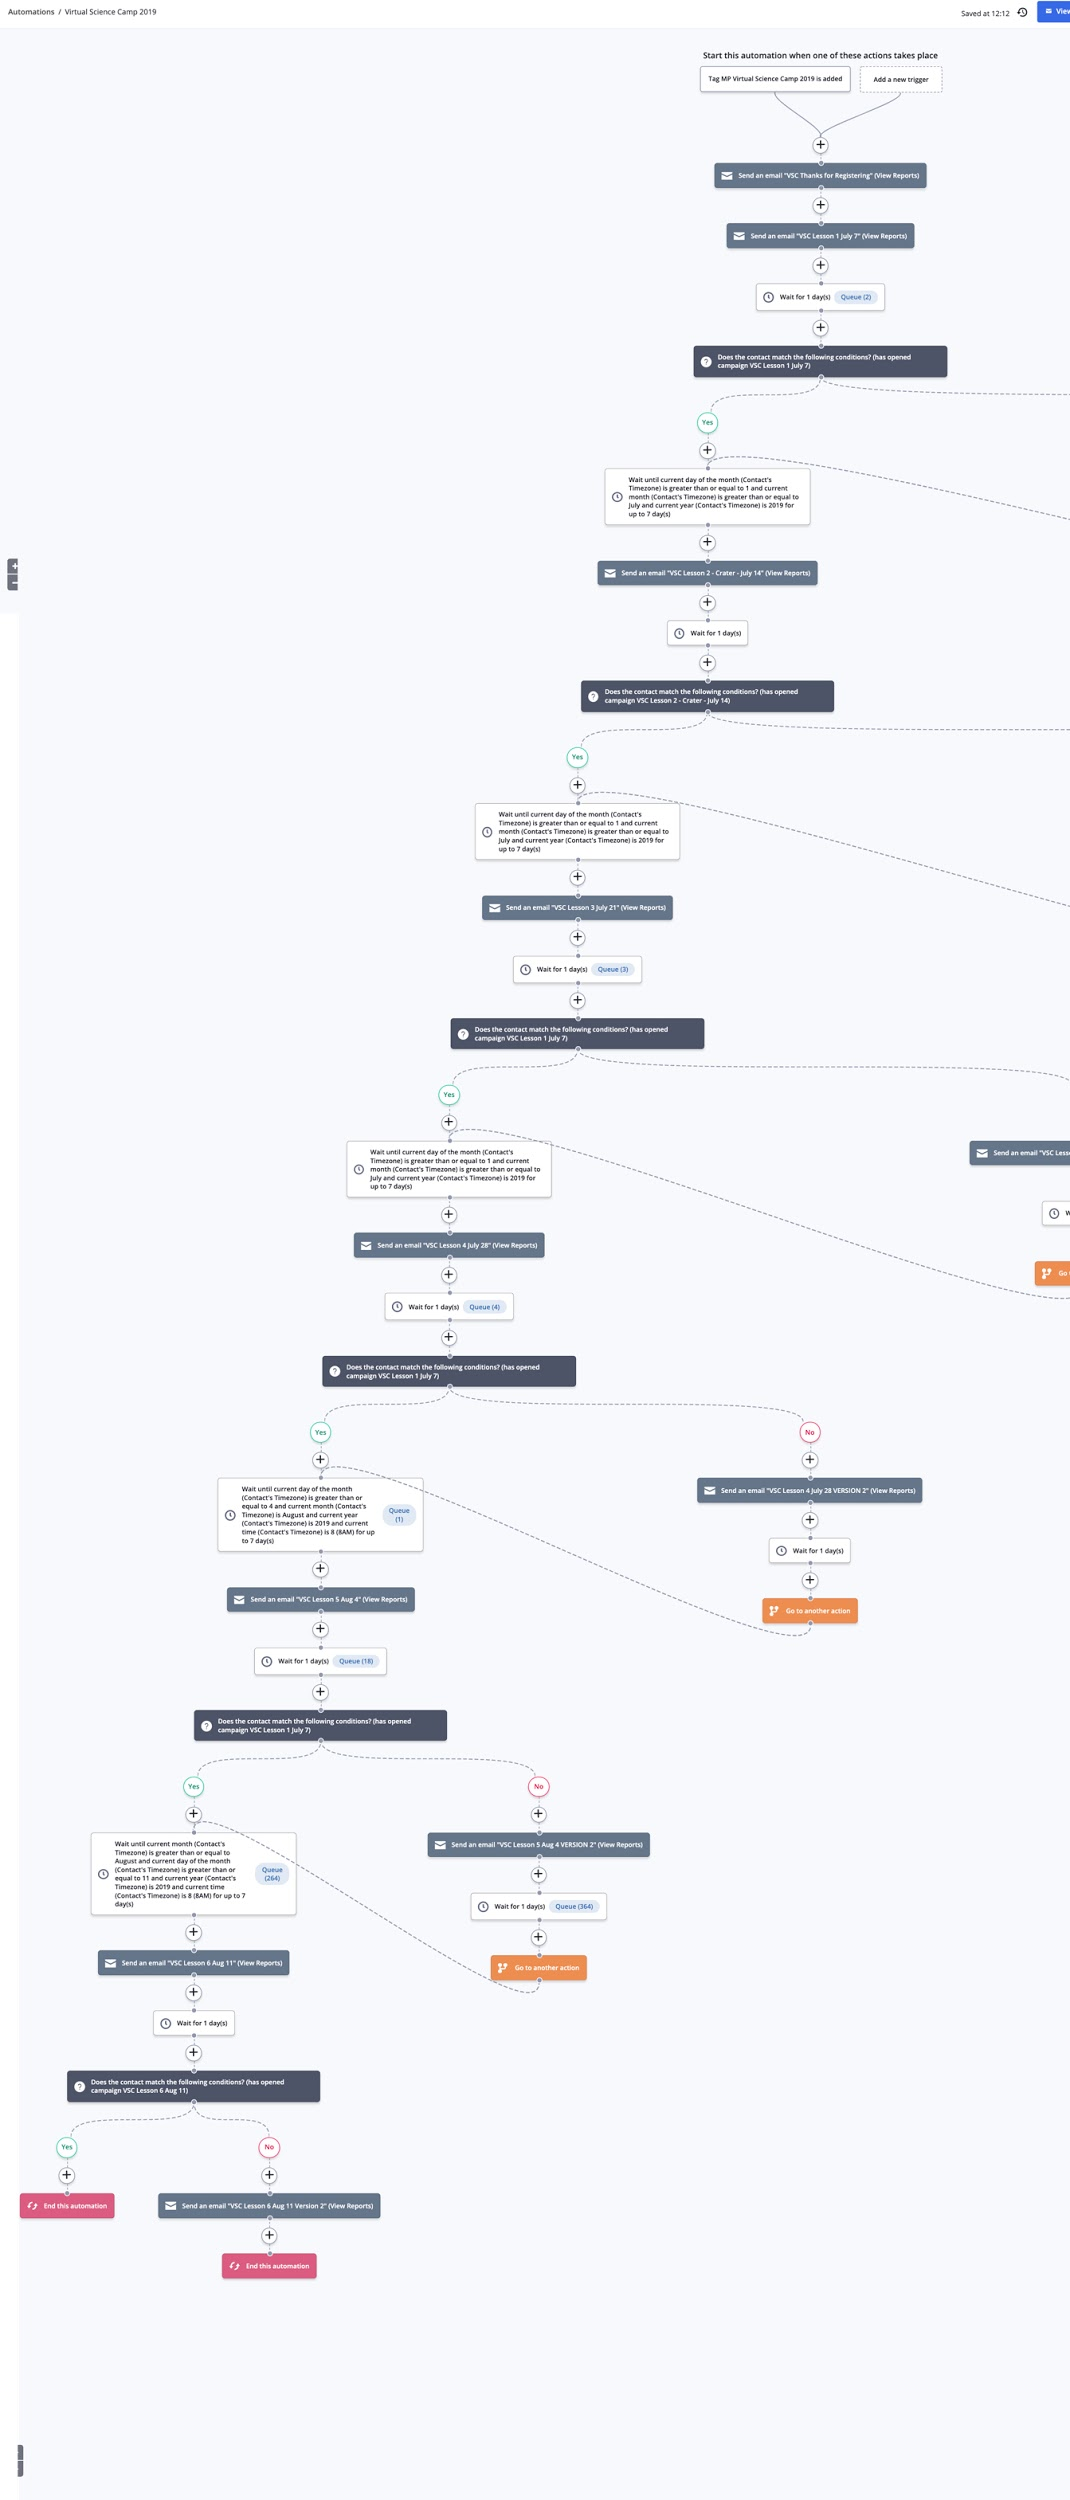 Automations / Virtual Science Camp 2019
Saved at 12:12
View
Start this automation when one of these actions takes place
Tag MP Virtual Science Camp 2019 is added
Add a new trigger
Send an email "VSC Thanks for Registering" (View Reports)
Send an email "VSC Lesson 1 July 7" (View Reports)
Wait for 1 day(s) Queue (2)
Does the contact match the following conditions? (has opened
campaign VSC Lesson 1 July 7)
Yes
Wait until current day of the month (Contact's
Timezone) is greater than or equal to 1 and current
month (Contact's Timezone) is greater than or equal to
July and current year (Contact's Timezone) is 2019 for
up to 7 day(s)
Send an email "VSC Lesson 2 - Crater - July 14" (View Reports)
Wait for 1 day(s)
Does the contact match the following conditions? (has opened
campaign VSC Lesson 2 - Crater - July 14)
Yes
Wait until current day of the month (Contact's
Timezone) is greater than or equal to 1 and current
month (Contact's Timezone) is greater than or equal to
July and current year (Contact's Timezone) is 2019 for
up to 7 day(s)
Send an email "VSC Lesson 3 July 21" (View Reports)
Wait for 1 day(s) Queue (3)
Does the contact match the following conditions? (has opened
campaign VSC Lesson 1 July 7)
Yes
Wait until current day of the month (Contact's
Timezone) is greater than or equal to 1 and current
month (Contact's Timezone) is greater than or equal to
July and current year (Contact's Timezone) is 2019 for
up to 7 day(s)
Send an email "VSC
Go
Send an email "VSC Lesson 4 July 28" (View Reports)
Wait for 1 day(s) Queue (4)
Does the contact match the following conditions? (has opened
campaign VSC Lesson 1 July 7)
Yes
No
Wait until current day of the month
(Contact's Timezone) is greater than or
equal to 4 and current month (Contact's
Timezone) is August and current year
(Contact's Timezone) is 2019 and current
time (Contact's Timezone) is 8 (8AM) for up
to 7 day(s)
Queue
(1)
Send an email "VSC Lesson 4 July 28 VERSION 2" (View Reports)
Wait for 1 day(s)
Go to another action
Send an email "VSC Lesson 5 Aug 4" (View Reports)
Wait for 1 day(s) Queue (18)
Does the contact match the following conditions? (has opened
campaign VSC Lesson 1 July 7)
Yes
No
Wait until current month (Contact's
Timezone) is greater than or equal to
August and current day of the month
(Contact's Timezone) is greater than or
equal to 11 and current year (Contact's
Timezone) is 2019 and current time
(Contact's Timezone) is 8 (8AM) for up to 7
day(s)
Queue
(264)
Send an email "VSC Lesson 5 Aug 4 VERSION 2" (View Reports)
Wait for 1 day(s) Queue (364)
Go to another action
Send an email "VSC Lesson 6 Aug 11" (View Reports)
Wait for 1 day(s)
Does the contact match the following conditions? (has opened
campaign VSC Lesson 6 Aug 11)
Yes
No
End this automation
Send an email "VSC Lesson 6 Aug 11 Version 2" (View Reports)
End this automation